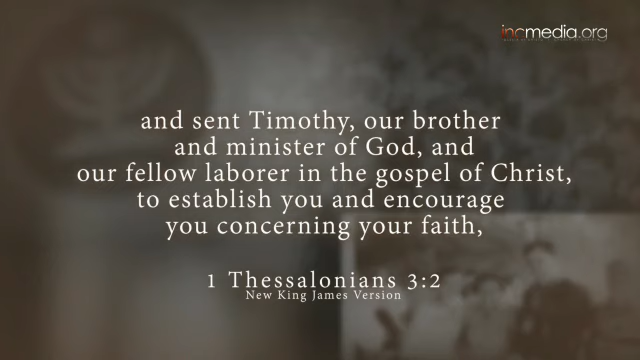 incmedia.org
and sent Timothy, our brother
and minister of God, and
our fellow laborer in the gospel of Christ,
to establish you and encourage
you concerning your faith,
1 Thessalonians 3:2
New King James Version